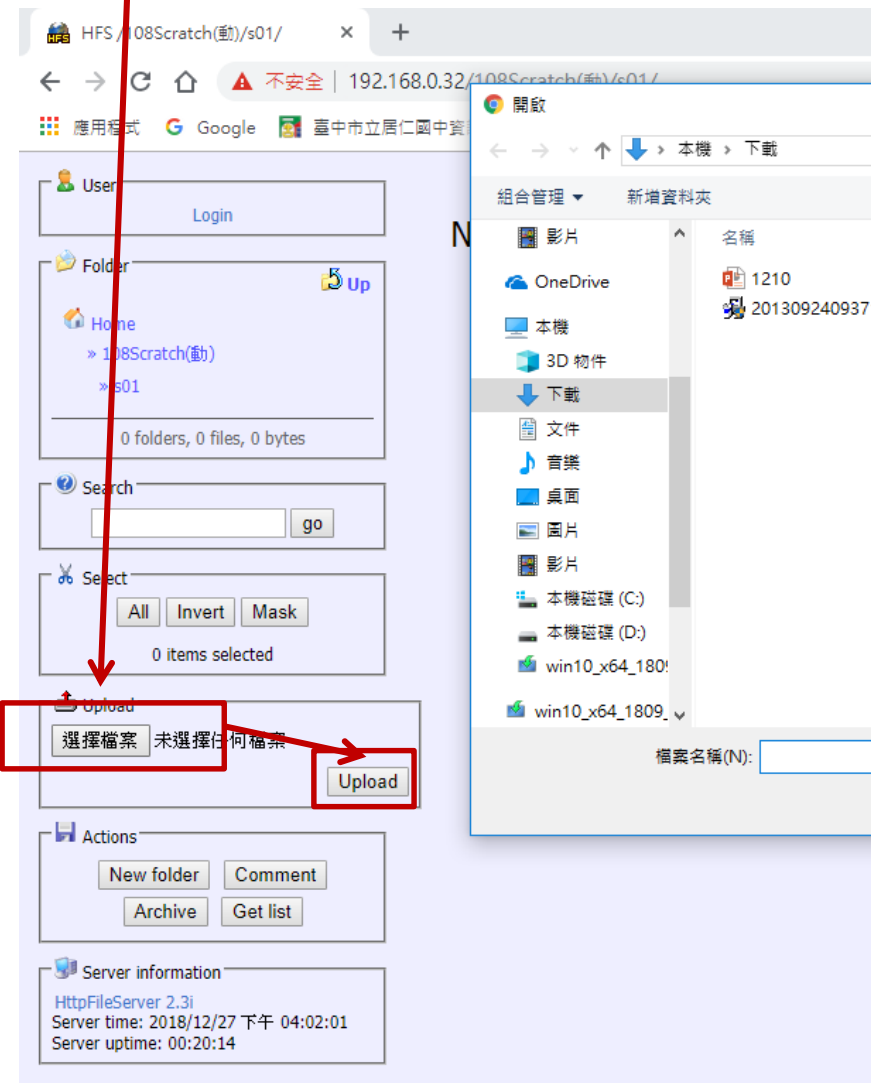 HFS /108Scratch(動)/s01/
不安全 | 192.168.0.32/108Scratch(動)/s01/
應用程式 Google 臺中市立居仁國中資
User
Login
Folder
Up
Home
» 108Scratch(動)
» s01
0 folders, 0 files, 0 bytes
Search
go
Select
All Invert Mask
0 items selected
Upload
選擇檔案 未選擇任何檔案
Upload
Actions
New folder Comment
Archive Get list
Server information
HttpFileServer 2.3i
Server time: 2018/12/27 下午 04:02:01
Server uptime: 00:20:14
N
開啟
本機 › 下載
組合管理 新增資料夾
影片
OneDrive
本機
3D 物件
下載
文件
音樂
桌面
圖片
影片
本機磁碟 (C:)
本機磁碟 (D:)
win10_x64_180
win10_x64_1809_
名稱
1210
201309240937
檔案名稱(N):